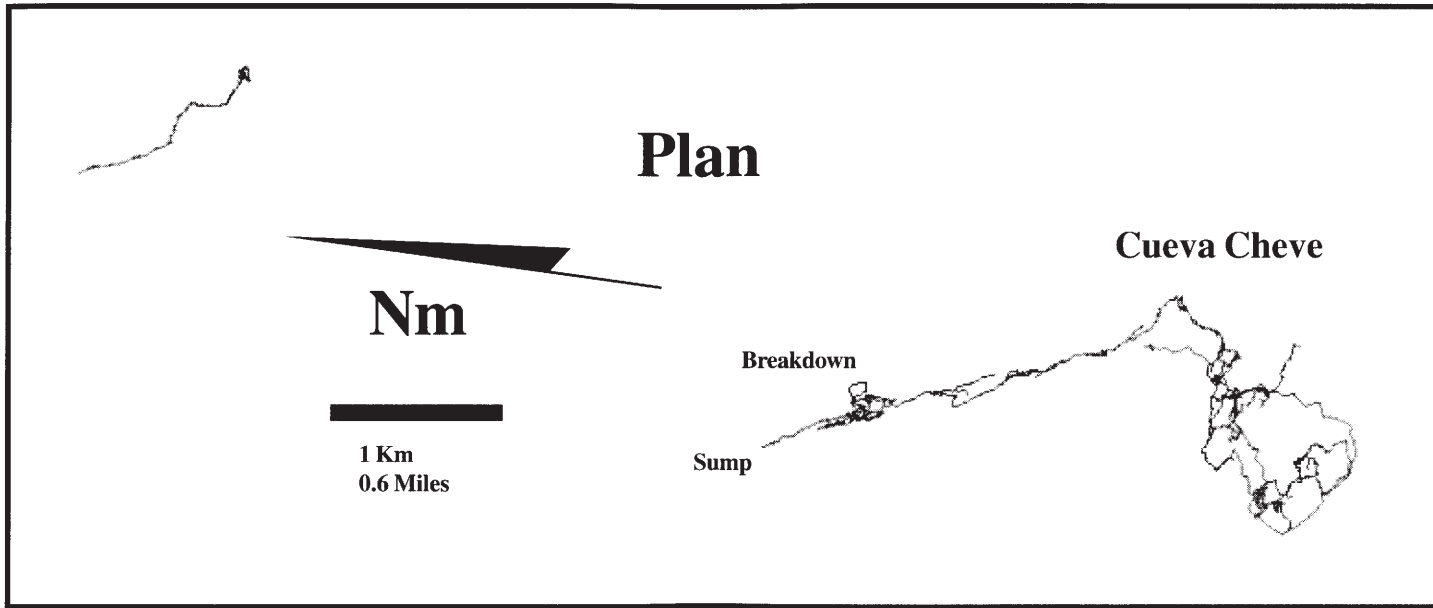 Plan
Cueva Cheve
Nm
Breakdown
Sump
1 Km
0.6 Miles